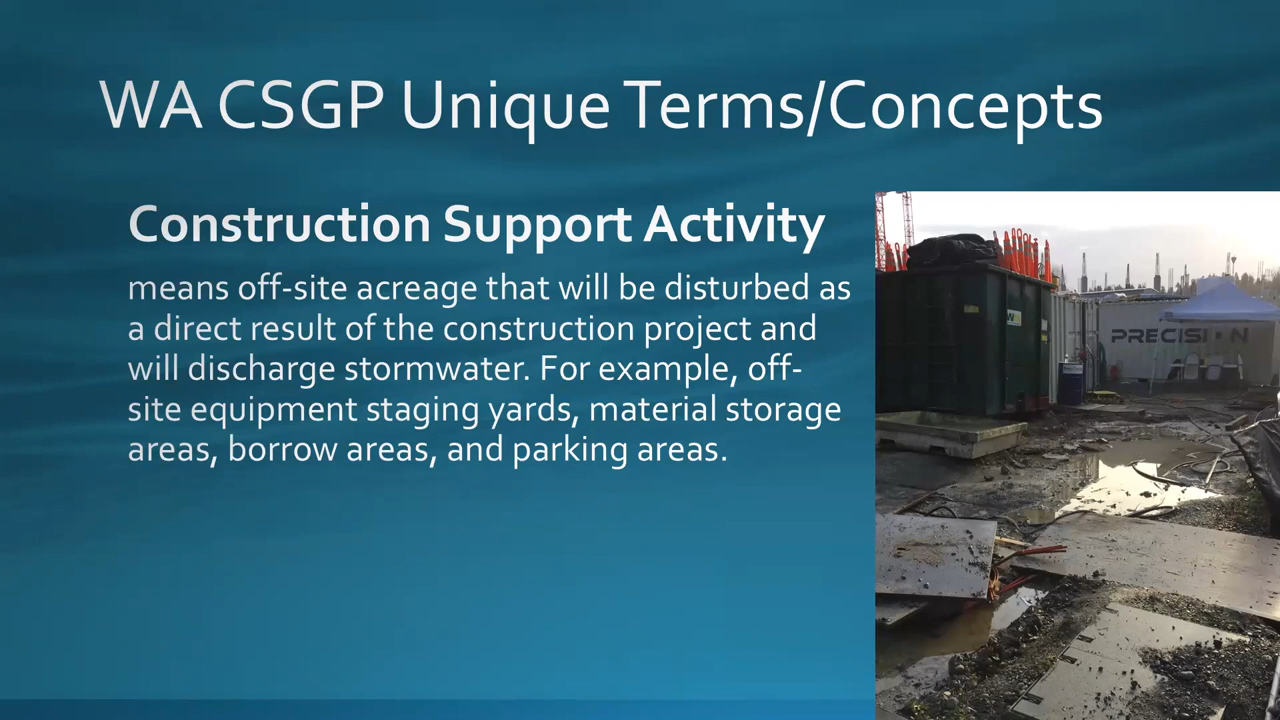 WA CSGP Unique Terms/Concepts
Construction Support Activity
means off-site acreage that will be disturbed as
a direct result of the construction project and
will discharge stormwater. For example, off-
site equipment staging yards, material storage
areas, borrow areas, and parking areas.
PRECISION